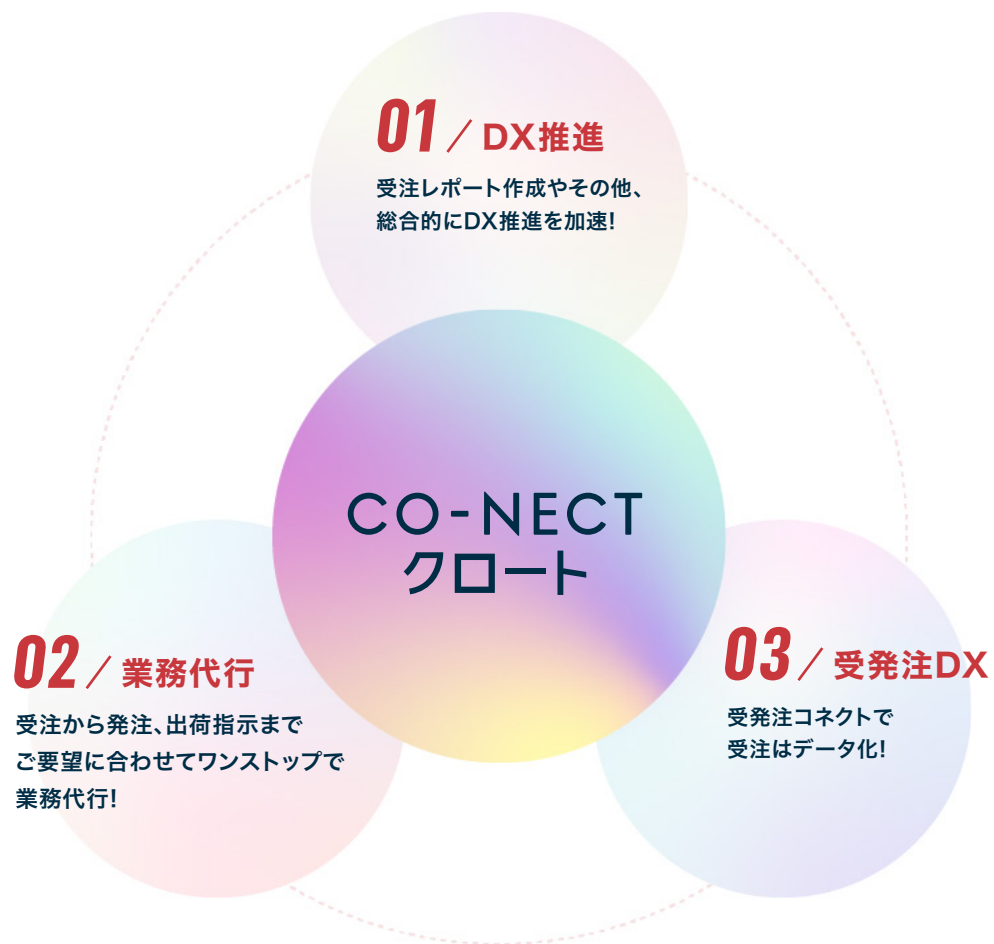 01 / DX推進
受注レポート作成やその他、
総合的にDX推進を加速!
CO-NECT
クロート
02 / 業務代行
受注から発注、出荷指示まで
ご要望に合わせてワンストップで
業務代行!
03 / 受発注DX
受発注コネクトで
受注はデータ化!